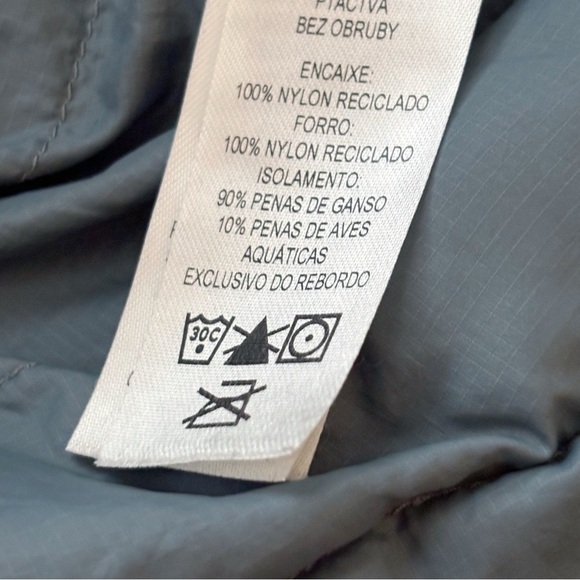 PTACTVA
BEZ OBRUBY
ENCAIXE:
100% NYLON RECICLADO
FORRO:
100% NYLON RECICLADO
ISOLAMENTO:
90% PENAS DE GANSO
10% PENAS DE AVES
AQUÁTICAS
EXCLUSIVO DO REBORDO
30C